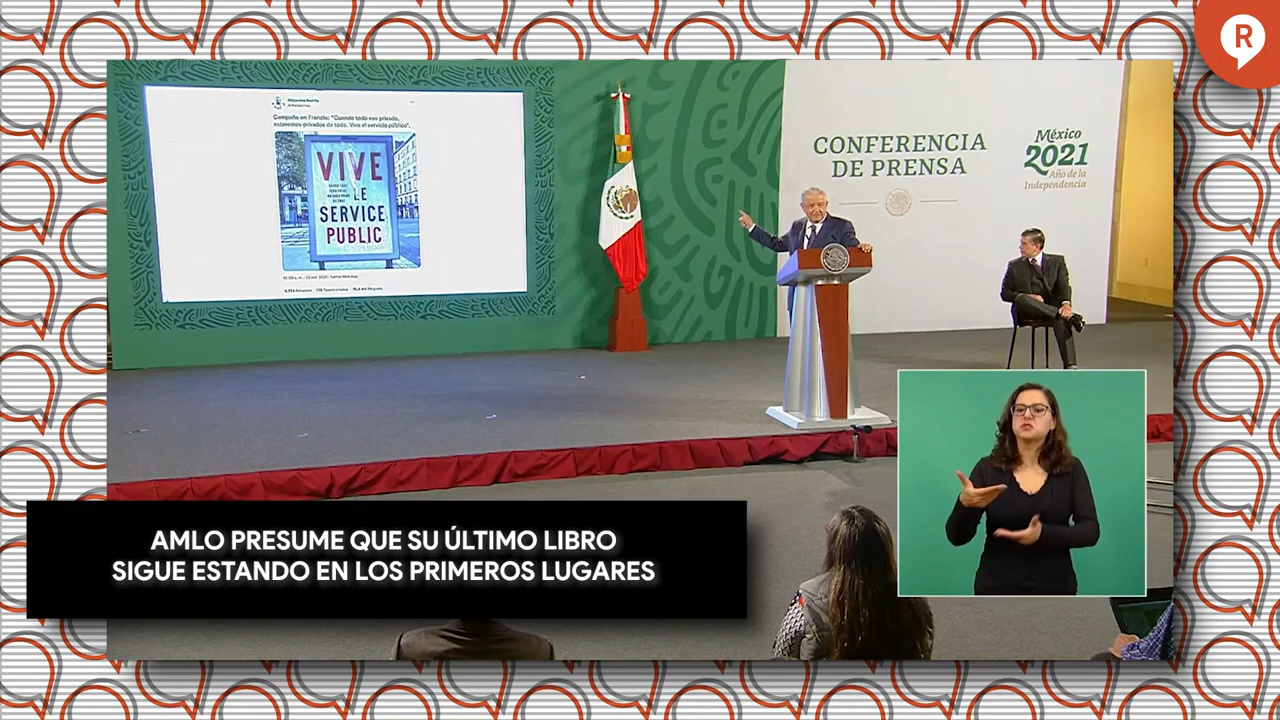 R
Campaña en Francia: "Cuando todo sea privado,
estaremos privados de todo. Vive el servicio público".
VIVE
LE
SERVICE
PUBLIC
CONFERENCIA
DE PRENSA
México
2021
Año de la
Independencia
AMLO PRESUME QUE SU ÚLTIMO LIBRO
SIGUE ESTANDO EN LOS PRIMEROS LUGARES